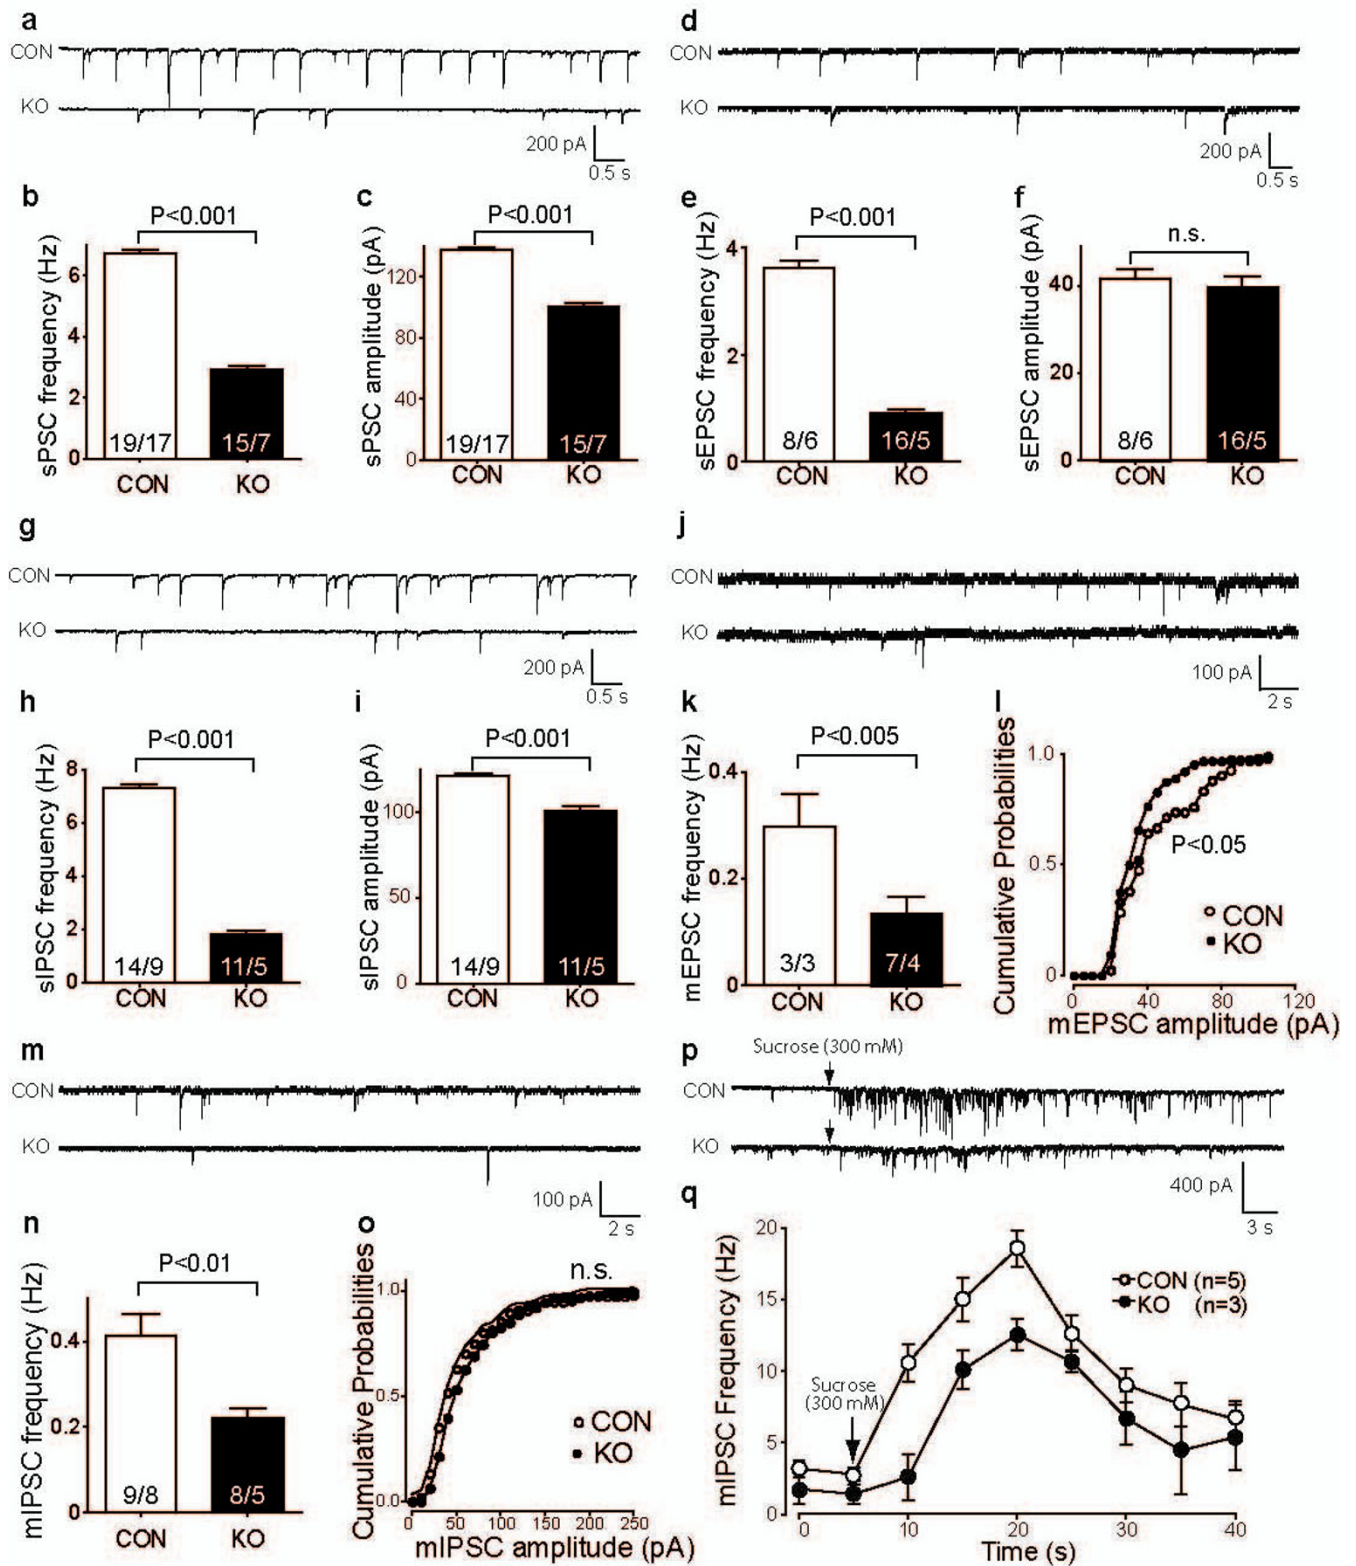 a
CON
KO
200 pA
0.5 s
d
CON
KO
200 pA
0.5 s
b
P<0.001
sPSC frequency (Hz)
6
4
2
0
19/17
15/7
CON
KO
c
P<0.001
sPSC amplitude (pA)
120
80
40
0
19/17
15/7
CON
KO
e
P<0.001
sEPSC frequency (Hz)
4
2
0
8/6
16/5
CON
KO
f
n.s.
sEPSC amplitude (pA)
40
20
0
8/6
16/5
CON
KO
g
CON
KO
200 pA
0.5 s
j
CON
KO
100 pA
2 s
h
P<0.001
sIPSC frequency (Hz)
8
6
4
2
0
14/9
11/5
CON
KO
i
P<0.001
sIPSC amplitude (pA)
100
50
0
14/9
11/5
CON
KO
k
P<0.005
mEPSC frequency (Hz)
0.4
0.2
0
3/3
7/4
CON
KO
l
Cumulative Probabilities
1.0
0.5
0
P<0.05
CON
KO
0
40
80
120
mEPSC amplitude (pA)
m
CON
KO
100 pA
2 s
p
Sucrose (300 mM)
CON
KO
400 pA
3 s
n
P<0.01
mIPSC frequency (Hz)
0.4
0.2
0
9/8
8/5
CON
KO
o
n.s.
Cumulative Probabilities
1.0
0.5
0.0
CON
KO
0
50
100
150
200
250
mIPSC amplitude (pA)
q
mIPSC Frequency (Hz)
20
15
10
5
0
CON (n=5)
KO (n=3)
Sucrose
(300 mM)
0
10
20
30
40
Time (s)